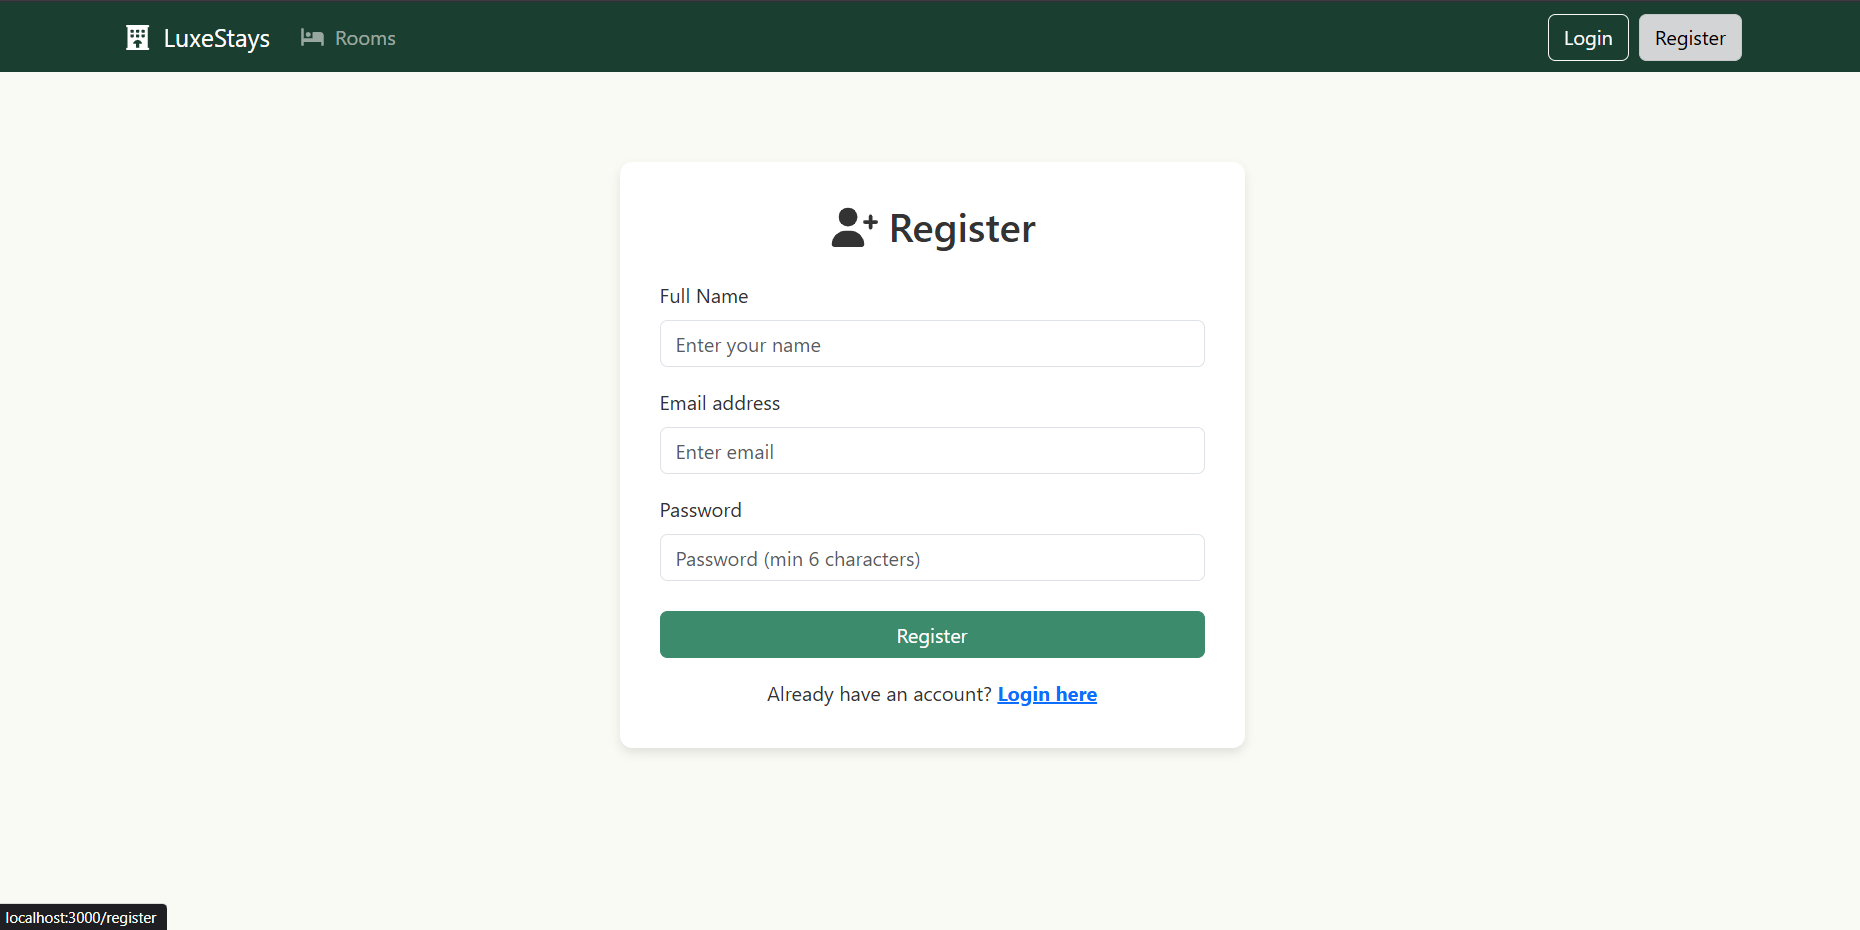 LuxeStays Rooms Login Register
Register
Full Name
Enter your name
Email address
Enter email
Password
Password (min 6 characters)
Register
Already have an account? Login here
localhost:3000/register